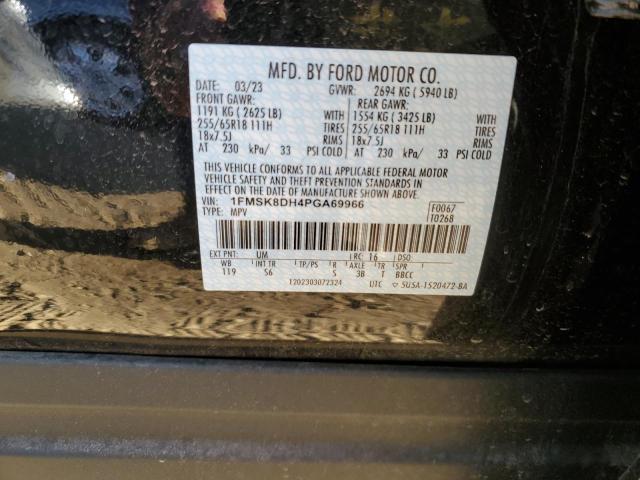 MFD. BY FORD MOTOR CO.
DATE: 03/23 GVWR: 2694 KG ( 5940 LB)
FRONT GAWR: REAR GAWR:
1191 KG ( 2625 LB) WITH 1554 KG ( 3425 LB) WITH
255/65R18 111H TIRES 255/65R18 111H TIRES
18x7.5J RIMS 18x7.5J RIMS
AT 230 kPa/ 33 PSI COLD AT 230 kPa/ 33 PSI COLD
THIS VEHICLE CONFORMS TO ALL APPLICABLE FEDERAL MOTOR
VEHICLE SAFETY AND THEFT PREVENTION STANDARDS IN
EFFECT ON THE DATE OF MANUFACTURE SHOWN ABOVE.
VIN: 1FMSK8DH4PGA69966 F0067
TYPE: MPV T0268
EXT PNT: UM RC: 16 DSO:
WB INT TR TP/PS R AXLE TR SPR
119 S6 S 3B T BBCC
T202303072324 UTC 5USA-1520472-BA